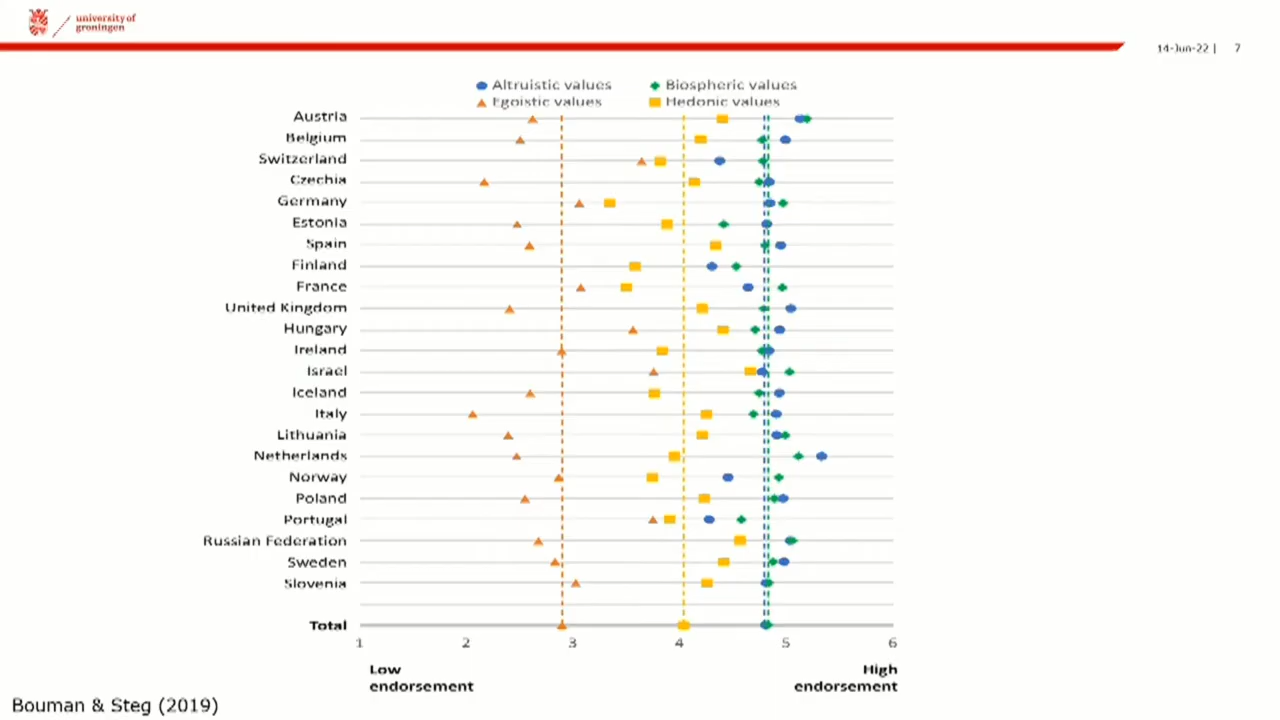 university of
groningen
14-Jun-22 | 7
Altruistic values Biospheric values
Egoistic values Hedonic values
Austria
Belgium
Switzerland
Czechia
Germany
Estonia
Spain
Finland
France
United Kingdom
Hungary
Ireland
Israel
Iceland
Italy
Lithuania
Netherlands
Norway
Poland
Portugal
Russian Federation
Sweden
Slovenia
Total
1 2 3 4 5 6
Low High
endorsement endorsement
Bouman & Steg (2019)